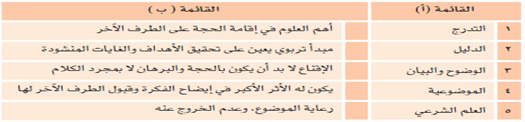 القائمة (أ) القائمة ( ب )
١ التدرج أهم العلوم في إقامة الحجة على الطرف الآخر
٢ الدليل مبدأ تربوي يعين على تحقيق الأهداف والغايات المنشودة
٣ الوضوح والبيان الإقناع لا بد أن يكون بالحجة والبرهان لا بمجرد الكلام
٤ الموضوعية يكون له الأثر الأكبر في إيضاح الفكرة وقبول الطرف الآخر لها
٥ العلم الشرعي رعاية الموضوع، وعدم الخروج عنه